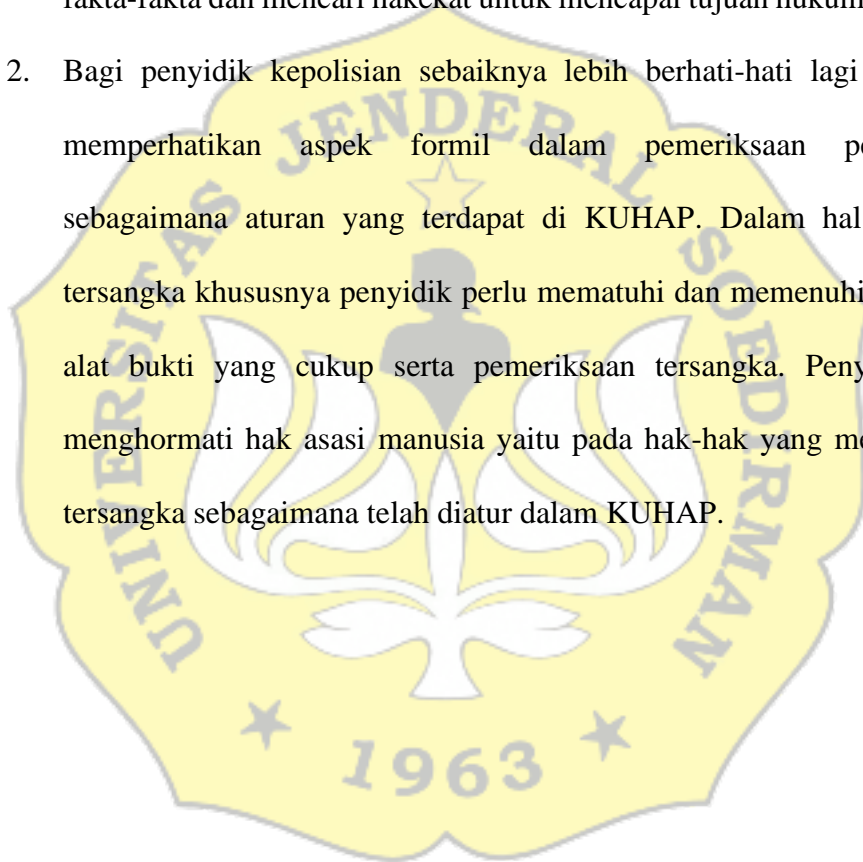 fakta-fakta dan mencari hakekat untuk mencapai tujuan hukum
2. Bagi penyidik kepolisian sebaiknya lebih berhati-hati lagi
memperhatikan aspek formil dalam pemeriksaan
sebagaimana aturan yang terdapat di KUHAP. Dalam hal
tersangka khususnya penyidik perlu mematuhi dan memenuhi
alat bukti yang cukup serta pemeriksaan tersangka.
menghormati hak asasi manusia yaitu pada hak-hak yang
tersangka sebagaimana telah diatur dalam KUHAP.
UNIVERSITAS JENDERAL SOEDIRMAN
1963